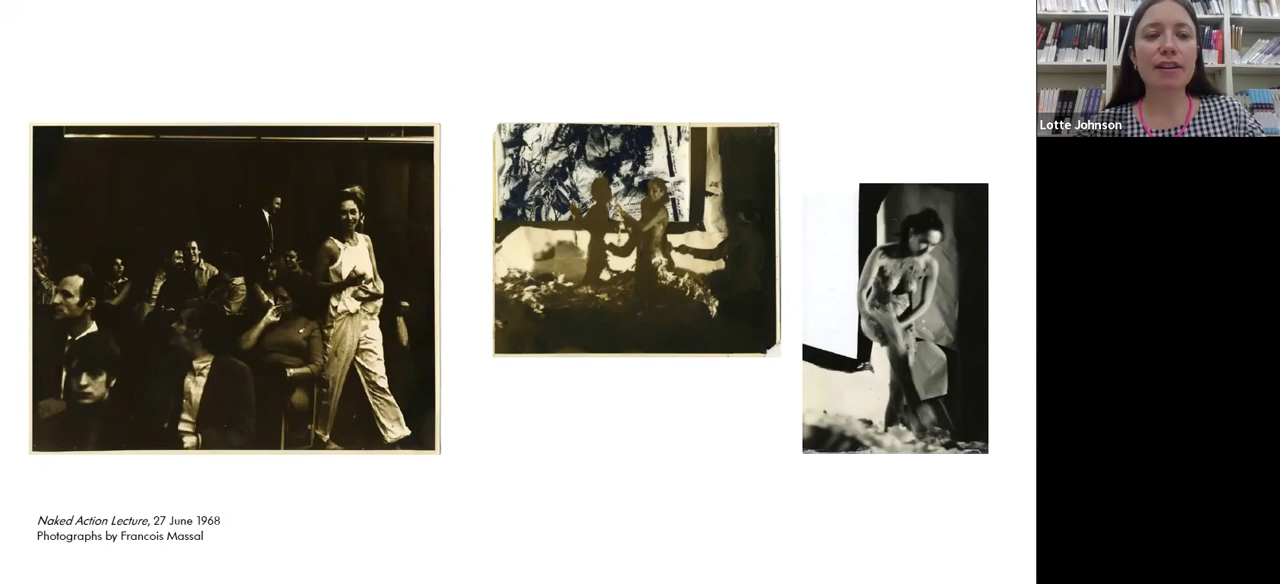 Lotte Johnson
Naked Action Lecture, 27 June 1968
Photographs by Francois Massal